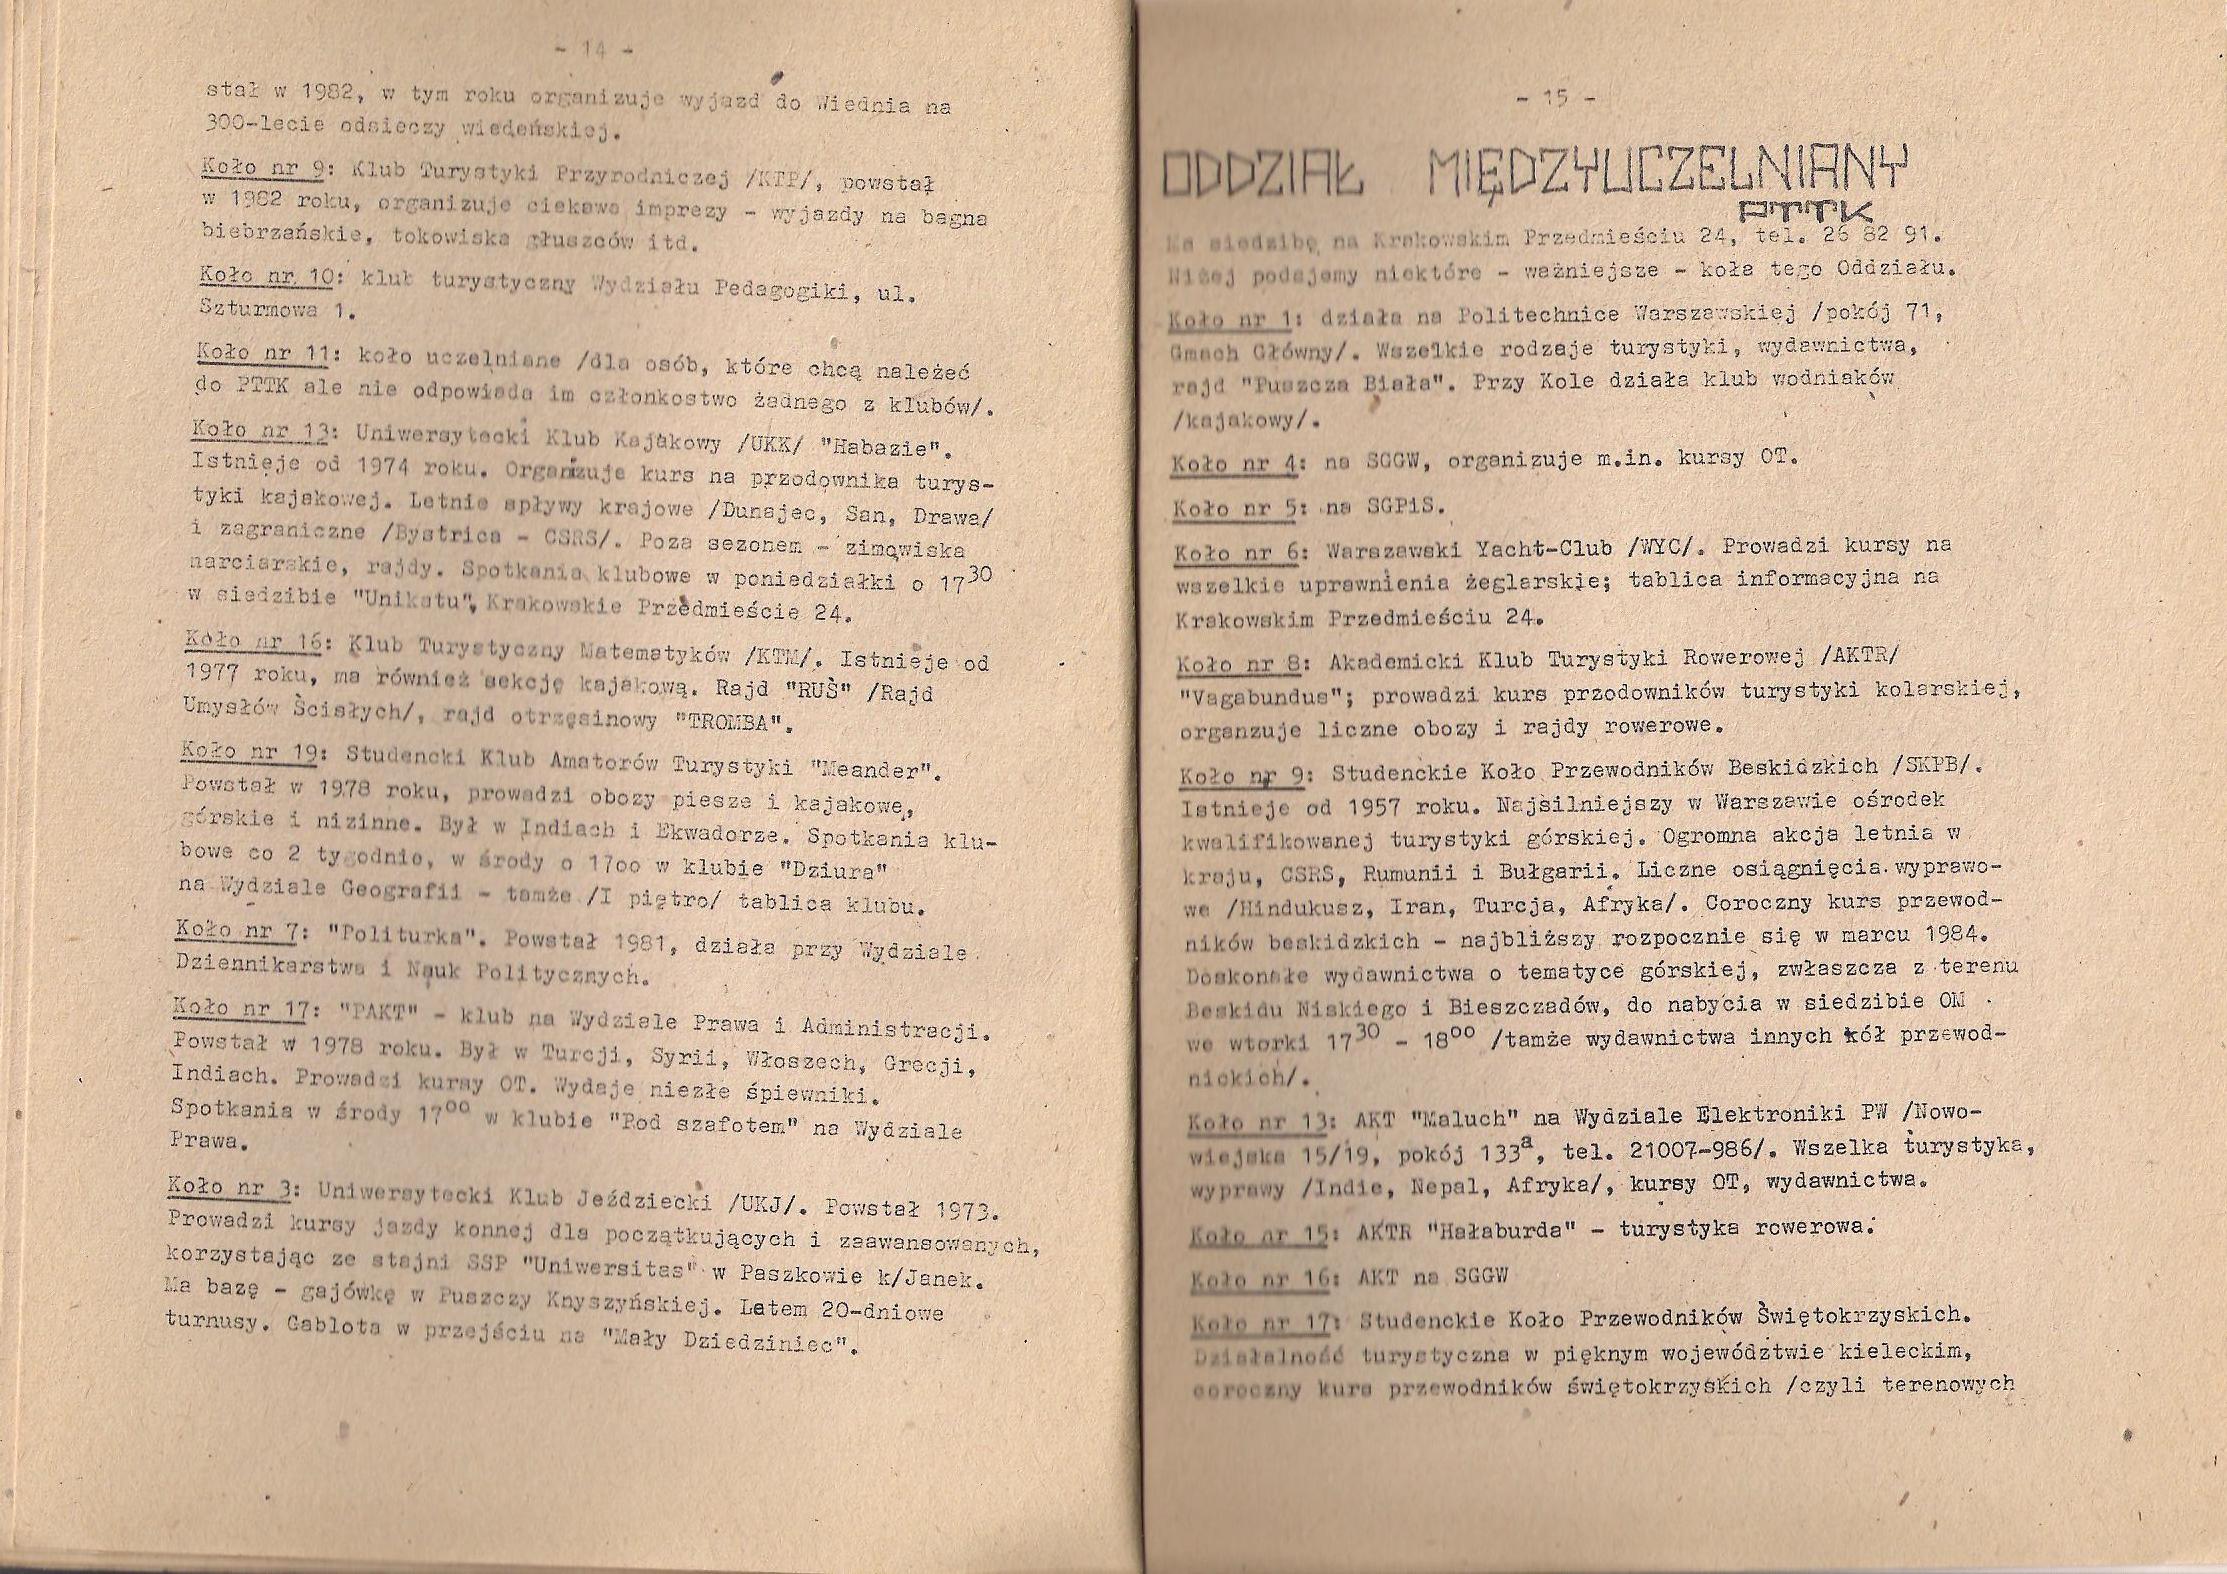 - 14 -
stał w 1982, w tym roku organizuje wyjazd do Wiednia na
300-lecie odsieczy wiedeńskiej.
Koło nr 9: Klub Turystyki Przyrodniczej /KTP/, powstał
w 1982 roku, organizuje ciekawe imprezy - wyjazdy na bagna
biebrzańskie, tokowiska głuszców itd.
Koło nr 10: klub turystyczny Wydziału Pedagogiki, ul.
Szturmowa 1.
Koło nr 11: koło uczelniane /dla osób, które chcą należeć
do PTTK ale nie odpowiada im członkostwo żadnego z klubów/.
Koło nr 13: Uniwersytecki Klub Kajakowy /UKK/ "Habazie".
Istnieje od 1974 roku. Organizuje kurs na przodownika turys-
tyki kajakowej. Letnie spływy krajowe /Dunajec, San, Drawa/
i zagraniczne /Bystrica - CSRS/. Poza sezonem - zimowiska
narciarskie, rajdy. Spotkania klubowe w poniedziałki o 17³⁰
w siedzibie "Unikatu", Krakowskie Przedmieście 24.
Koło nr 16: Klub Turystyczny Matematyków /KTM/. Istnieje od
1977 roku, ma również sekcję kajakową. Rajd "RUŚ" /Rajd
Umysłów Ścisłych/, rajd otrzęsinowy "TROMBA".
Koło nr 19: Studencki Klub Amatorów Turystyki "Meander".
Powstał w 1978 roku, prowadzi obozy piesze i kajakowe,
górskie i nizinne. Był w Indiach i Ekwadorze. Spotkania klu-
bowe co 2 tygodnie, w środy o 17oo w klubie "Dziura"
na Wydziale Geografii - tamże /I piętro/ tablica klubu.
Koło nr 7: "Politurka". Powstał 1981, działa przy Wydziale
Dziennikarstwa i Nauk Politycznych.
Koło nr 17: "PAKT" - klub na Wydziale Prawa i Administracji.
Powstał w 1978 roku. Był w Turcji, Syrii, Włoszech, Grecji,
Indiach. Prowadzi kursy OT. Wydaje niezłe śpiewniki.
Spotkania w środy 17⁰⁰ w klubie "Pod szafotem" na Wydziale
Prawa.
Koło nr 3: Uniwersytecki Klub Jeździecki /UKJ/. Powstał 1973.
Prowadzi kursy jazdy konnej dla początkujących i zaawansowanych,
korzystając ze stajni SSP "Uniwersitas" w Paszkowie k/Janek.
Ma bazę - gajówkę w Puszczy Knyszyńskiej. Latem 20-dniowe
turnusy. Gablota w przejściu na "Mały Dziedziniec".
- 15 -
ODDZIAŁ MIĘDZYUCZELNIANY
PTTK
Ma siedzibę na Krakowskim Przedmieściu 24, tel. 26 82 91.
Niżej podajemy niektóre - ważniejsze - koła tego Oddziału.
Koło nr 1: działa na Politechnice Warszawskiej /pokój 71,
Gmach Główny/. Wszelkie rodzaje turystyki, wydawnictwa,
rajd "Puszcza Biała". Przy Kole działa klub wodniaków
/kajakowy/.
Koło nr 4: na SGGW, organizuje m.in. kursy OT.
Koło nr 5: na SGPiS.
Koło nr 6: Warszawski Yacht-Club /WYC/. Prowadzi kursy na
wszelkie uprawnienia żeglarskie; tablica informacyjna na
Krakowskim Przedmieściu 24.
Koło nr 8: Akademicki Klub Turystyki Rowerowej /AKTR/
"Vagabundus"; prowadzi kurs przodowników turystyki kolarskiej,
organzuje liczne obozy i rajdy rowerowe.
Koło nr 9: Studenckie Koło Przewodników Beskidzkich /SKPB/.
Istnieje od 1957 roku. Najsilniejszy w Warszawie ośrodek
kwalifikowanej turystyki górskiej. Ogromna akcja letnia w
kraju, CSRS, Rumunii i Bułgarii. Liczne osiągnięcia wyprawo-
we /Hindukusz, Iran, Turcja, Afryka/. Coroczny kurs przewod-
ników beskidzkich - najbliższy rozpocznie się w marcu 1984.
Doskonałe wydawnictwa o tematyce górskiej, zwłaszcza z terenu
Beskidu Niskiego i Bieszczadów, do nabycia w siedzibie OM
we wtorki 17³⁰ - 18⁰⁰ /tamże wydawnictwa innych kół przewod-
nickich/.
Koło nr 13: AKT "Maluch" na Wydziale Elektroniki PW /Nowo-
wiejska 15/19, pokój 133ᵃ, tel. 21007-986/. Wszelka turystyka,
wyprawy /Indie, Nepal, Afryka/, kursy OT, wydawnictwa.
Koło nr 15: AKTR "Hałaburda" - turystyka rowerowa.
Koło nr 16: AKT na SGGW
Koło nr 17: Studenckie Koło Przewodników Świętokrzyskich.
Działalność turystyczna w pięknym województwie kieleckim,
coroczny kurs przewodników świętokrzyskich /czyli terenowych